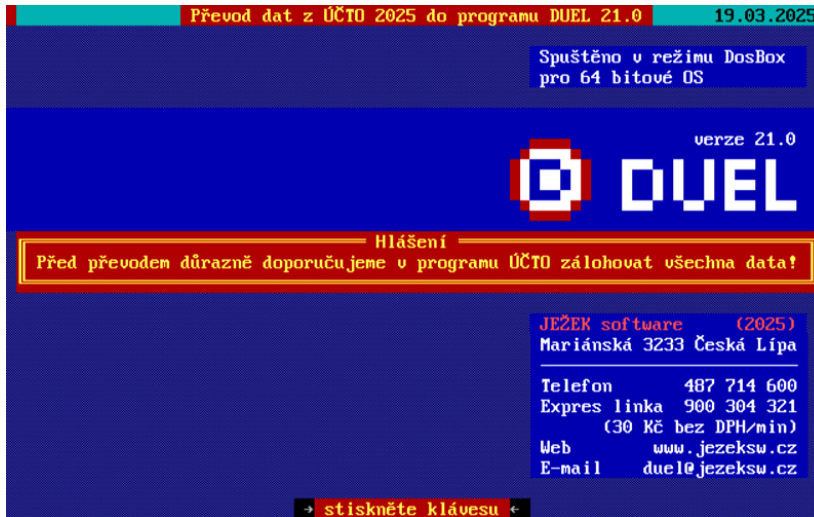 Převod dat z ÚČTO 2025 do programu DUEL 21.0 19.03.2025
Spuštěno v režimu DosBox
pro 64 bitové OS
verze 21.0
DUEL
Hlášení
Před převodem důrazně doporučujeme v programu ÚČTO zálohovat všechna data!
JEŽEK software (2025)
Mariánská 3233 Česká Lípa
Telefon 487 714 600
Expres linka 900 304 321
(30 Kč bez DPH/min)
Web www.jezeksw.cz
E-mail duel@jezeksw.cz
→ stiskněte klávesu ←